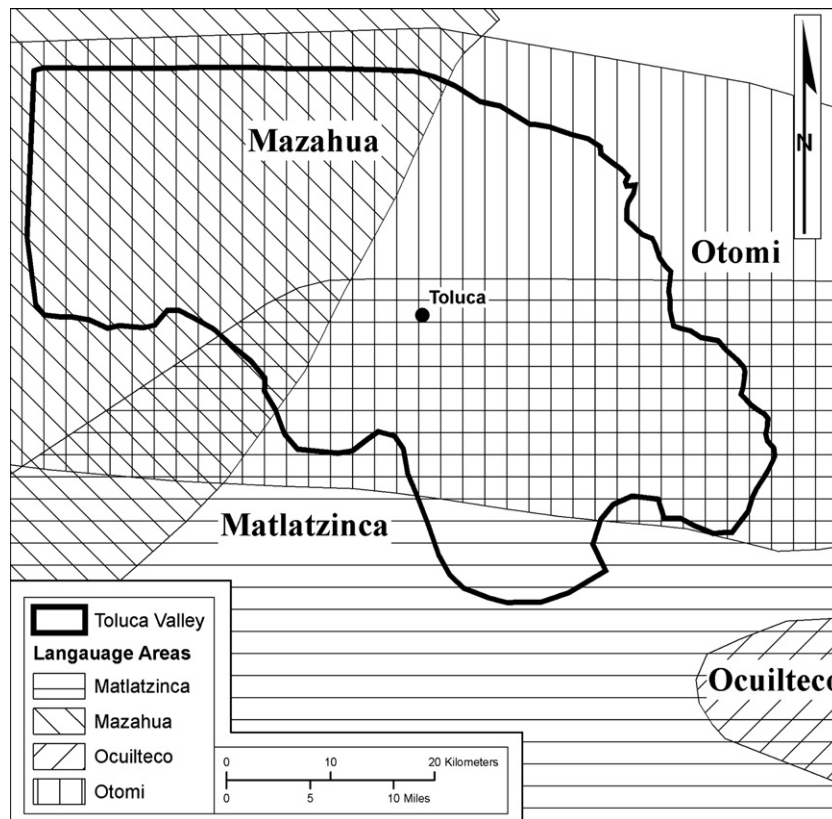 Mazahua
N
Otomi
Toluca
Matlatzinca
Ocuilteco
Toluca Valley
Langauage Areas
Matlatzinca
Mazahua
Ocuilteco
Otomi
0 10 20 Kilometers
0 5 10 Miles